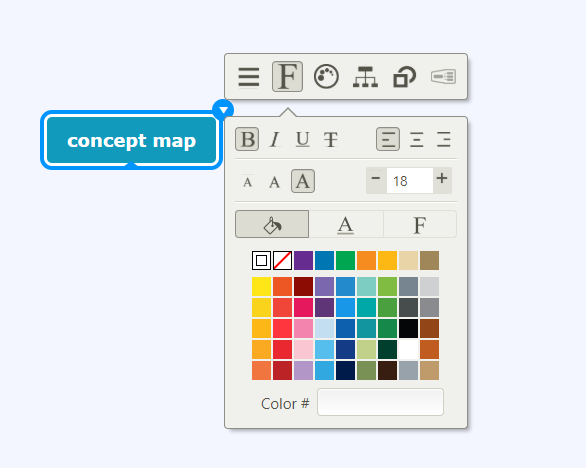 F
concept map
B I U T
A A A 18
A F
Color #